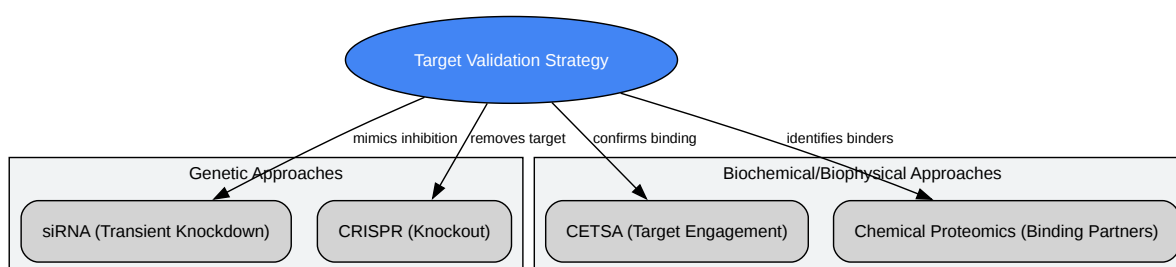 Target Validation Strategy
mimics inhibition
removes target
confirms binding
identifies binders
Genetic Approaches
Biochemical/Biophysical Approaches
siRNA (Transient Knockdown)
CRISPR (Knockout)
CETSA (Target Engagement)
Chemical Proteomics (Binding Partners)